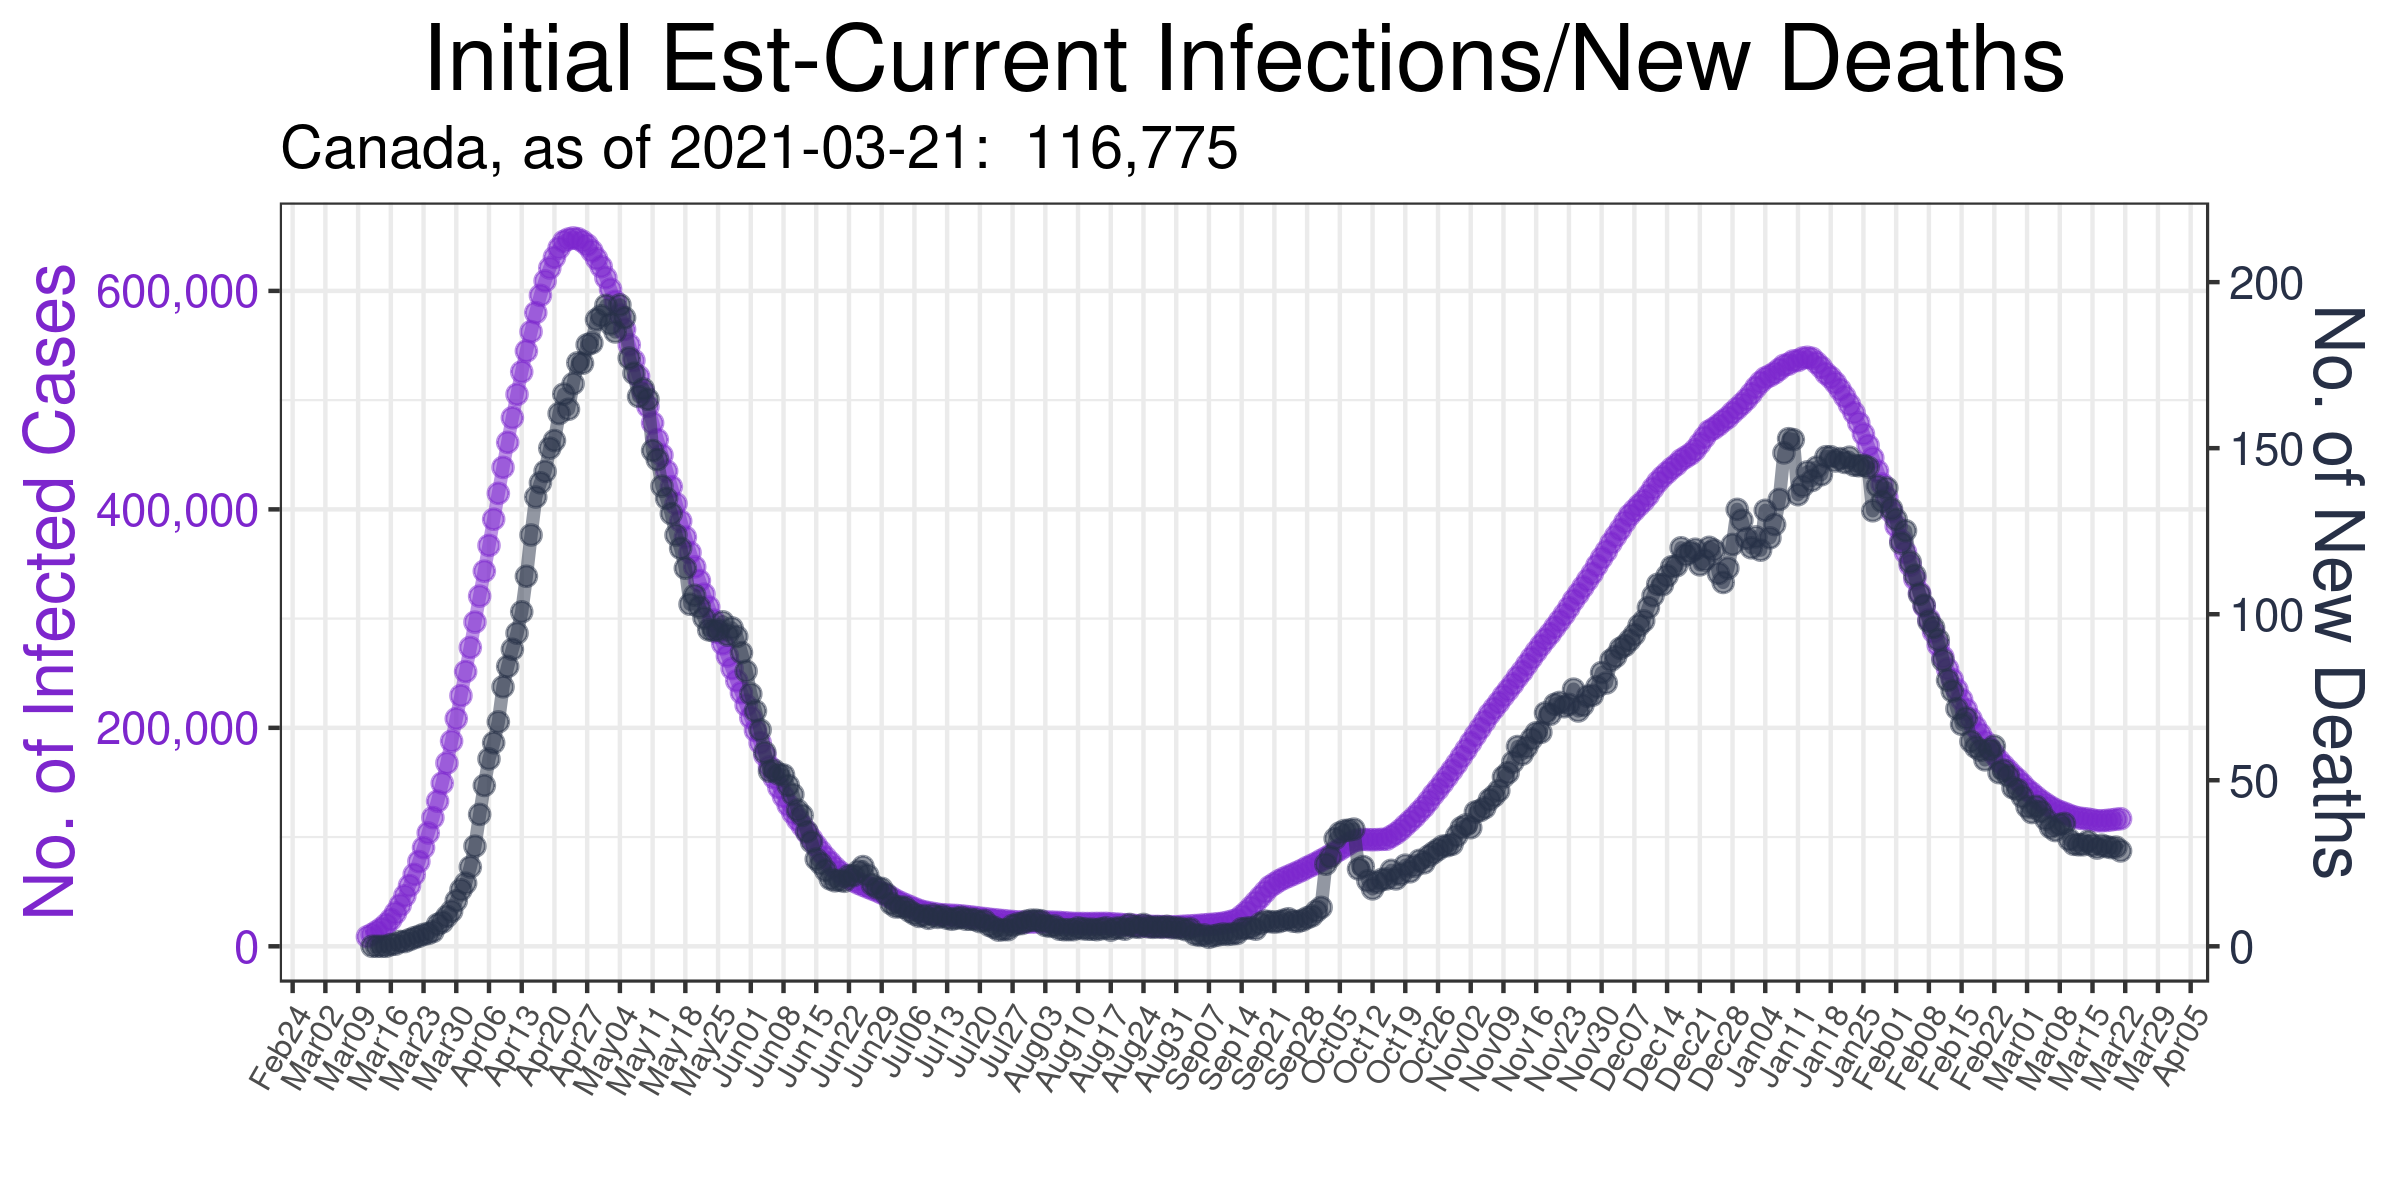 Initial Est-Current Infections/New Deaths
Canada, as of 2021-03-21:  116,775
No. of Infected Cases
600,000
400,000
200,000
0
200
150
100
50
0
No. of New Deaths
Feb24
Mar02
Mar09
Mar16
Mar23
Mar30
Apr06
Apr13
Apr20
Apr27
May04
May11
May18
May25
Jun01
Jun08
Jun15
Jun22
Jun29
Jul06
Jul13
Jul20
Jul27
Aug03
Aug10
Aug17
Aug24
Aug31
Sep07
Sep14
Sep21
Sep28
Oct05
Oct12
Oct19
Oct26
Nov02
Nov09
Nov16
Nov23
Nov30
Dec07
Dec14
Dec21
Dec28
Jan04
Jan11
Jan18
Jan25
Feb01
Feb08
Feb15
Feb22
Mar01
Mar08
Mar15
Mar22
Mar29
Apr05